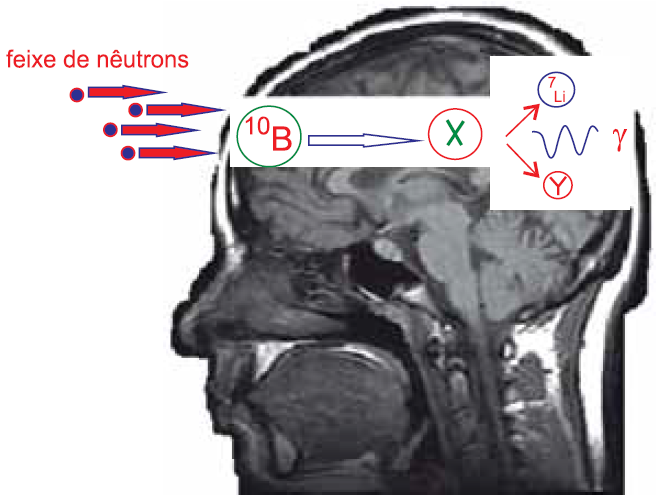 feixe de nêutrons
¹⁰B
X
⁷Li
γ
Y